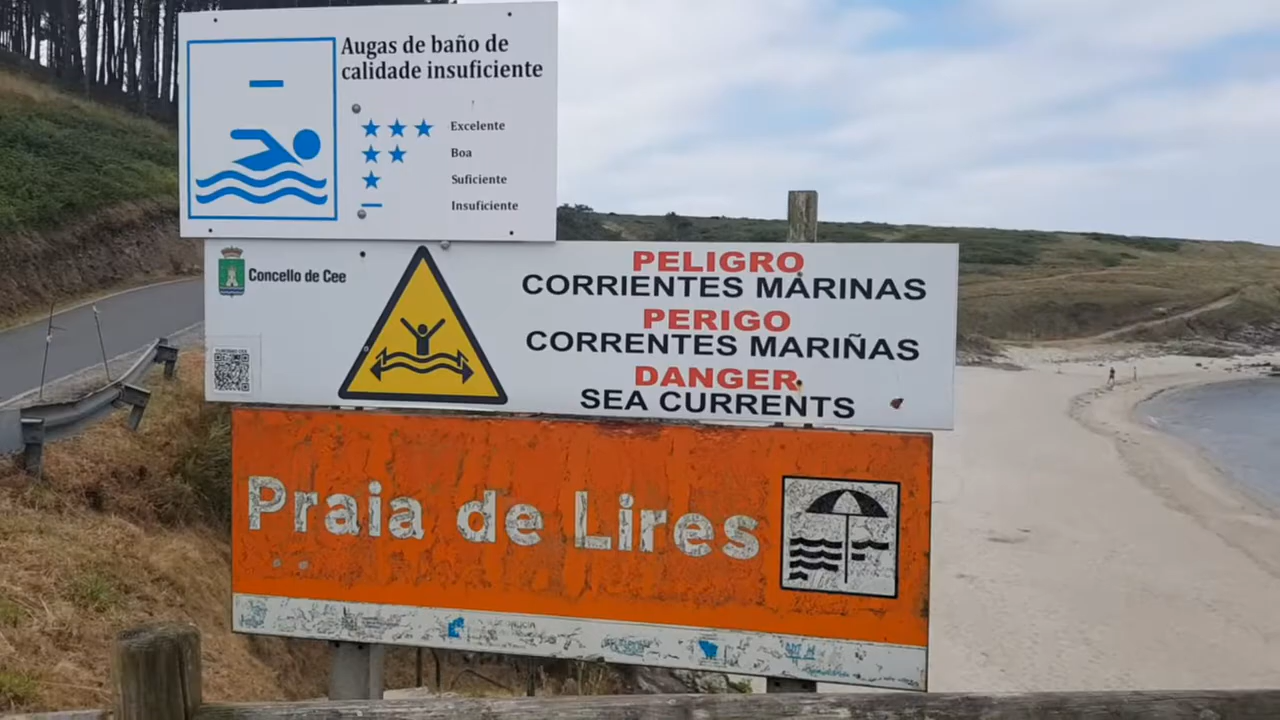 Augas de baño de
calidade insuficiente
Excelente
Boa
Suficiente
Insuficiente
Concello de Cee
PELIGRO
CORRIENTES MARINAS
PERIGO
CORRENTES MARIÑAS
DANGER
SEA CURRENTS
Praia de Lires